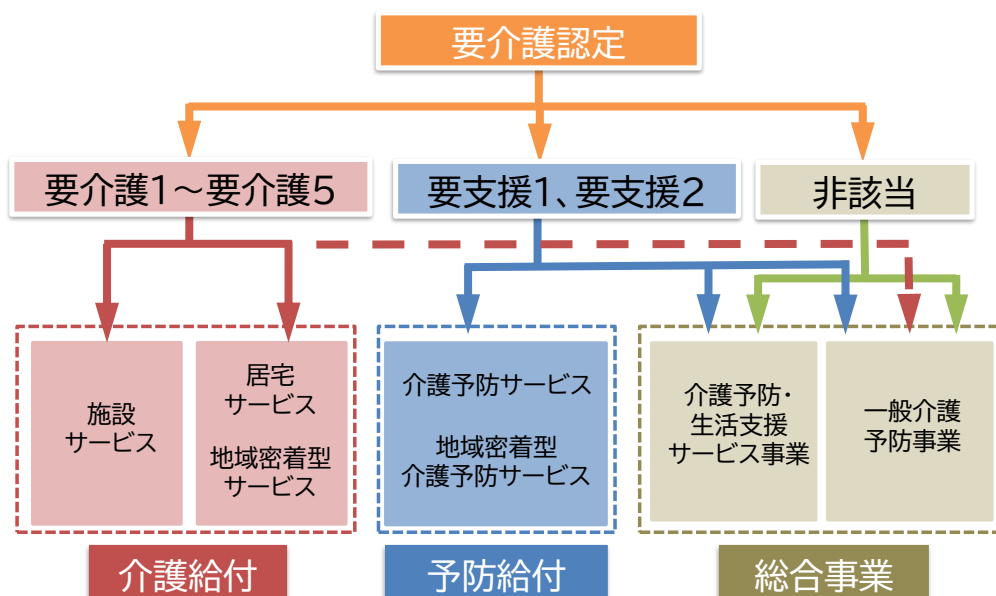 要介護認定
要介護1～要介護5
要支援1、要支援2
非該当
施設
サービス
居宅
サービス
地域密着型
サービス
介護予防サービス
地域密着型
介護予防サービス
介護予防・
生活支援
サービス事業
一般介護
予防事業
介護給付
予防給付
総合事業